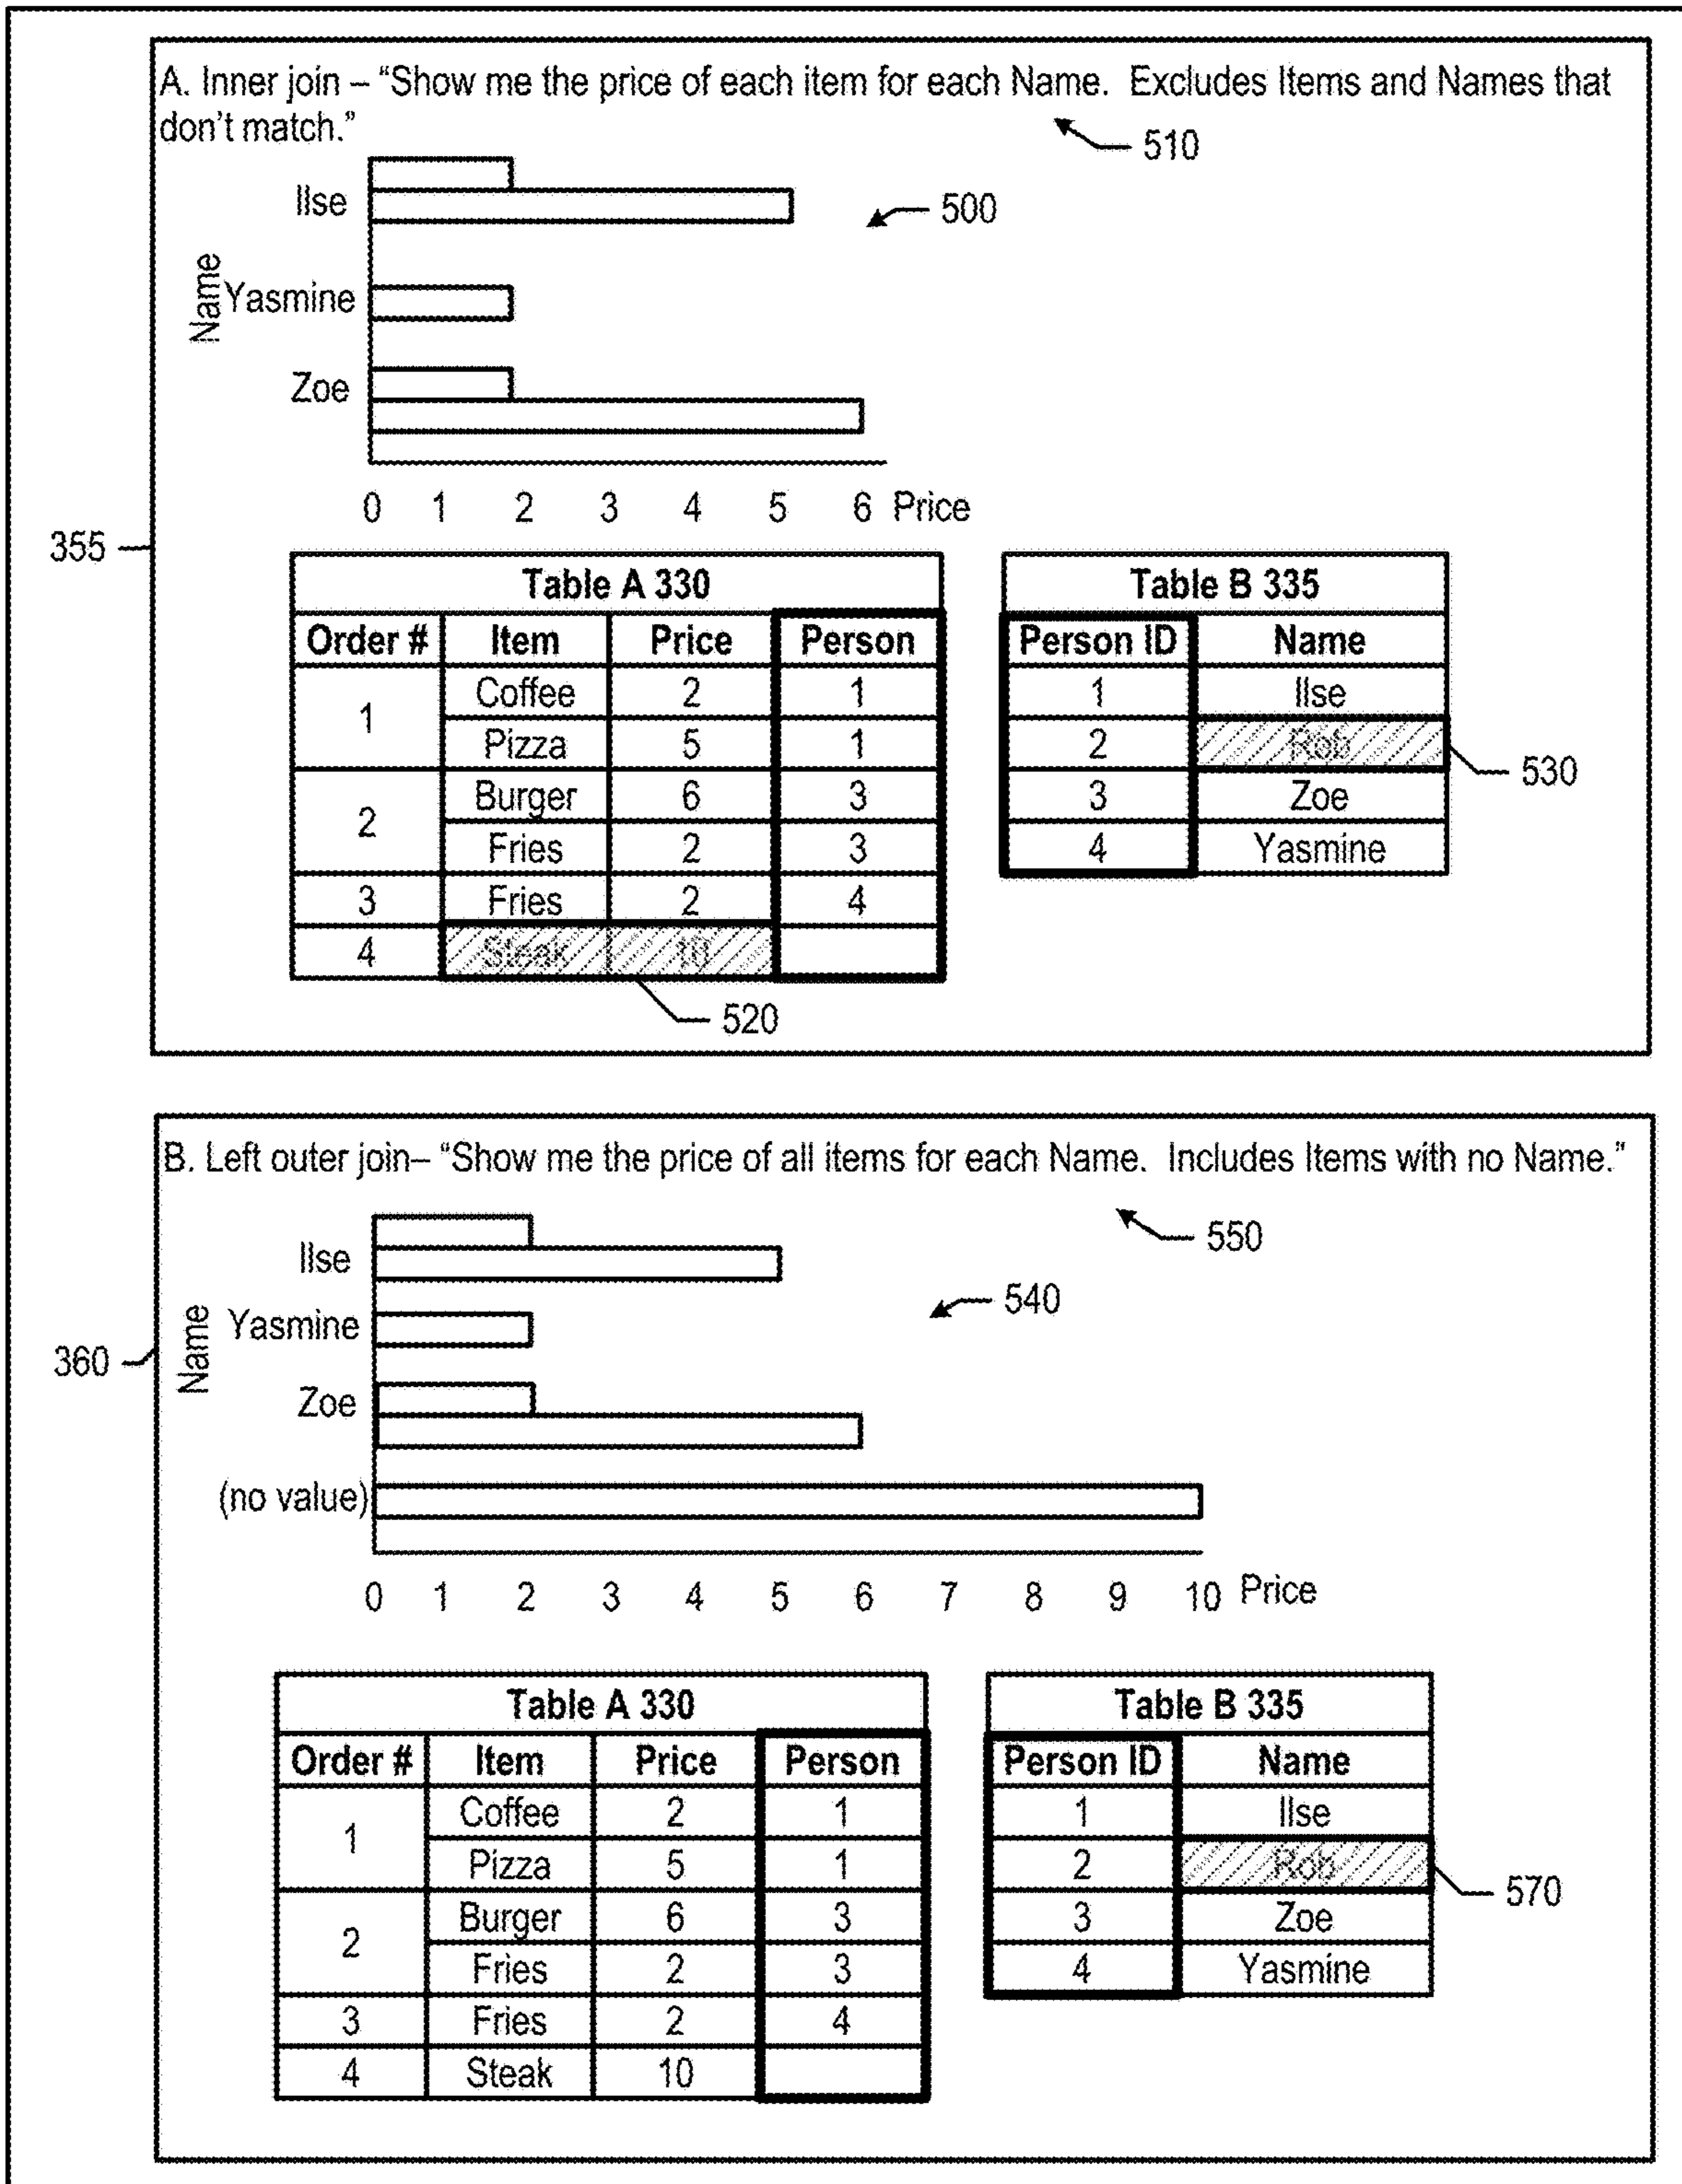 A. Inner join – “Show me the price of each item for each Name. Excludes Items and Names that
don’t match.”
510
Ilse
500
Name
Yasmine
Zoe
0 1 2 3 4 5 6 Price
355
Table A 330
Order # Item Price Person
1 Coffee 2 1
Pizza 5 1
2 Burger 6 3
Fries 2 3
3 Fries 2 4
4 Steak 10
520
Table B 335
Person ID Name
1 Ilse
2 Rob
530
3 Zoe
4 Yasmine
B. Left outer join– “Show me the price of all items for each Name. Includes Items with no Name.”
550
Ilse
540
Name
Yasmine
360
Zoe
(no value)
0 1 2 3 4 5 6 7 8 9 10 Price
Table A 330
Order # Item Price Person
1 Coffee 2 1
Pizza 5 1
2 Burger 6 3
Fries 2 3
3 Fries 2 4
4 Steak 10
Table B 335
Person ID Name
1 Ilse
2 Rob
570
3 Zoe
4 Yasmine